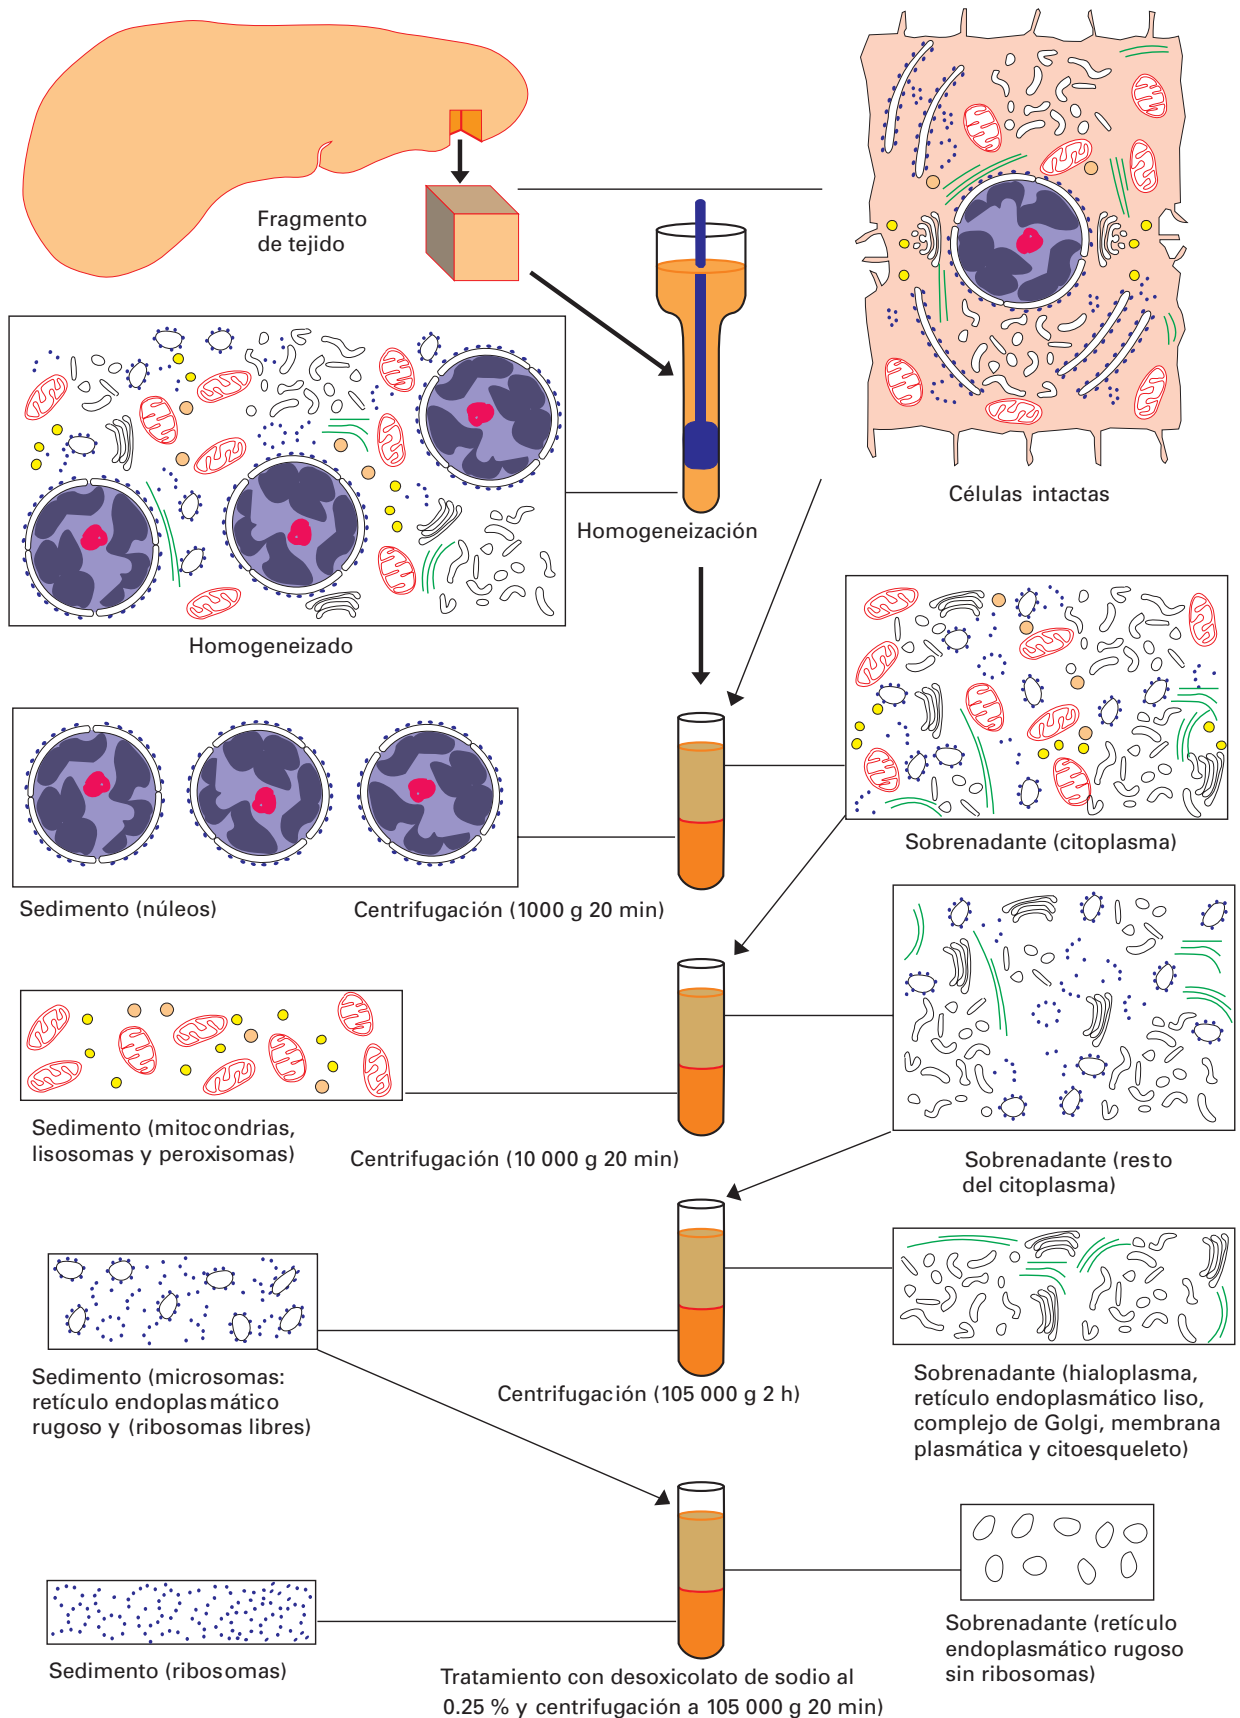 Fragmento
de tejido
Células intactas
Homogeneización
Homogeneizado
Sobrenadante (citoplasma)
Sedimento (núleos)
Centrifugación (1000 g 20 min)
Sedimento (mitocondrias,
lisosomas y peroxisomas)
Centrifugación (10 000 g 20 min)
Sobrenadante (resto
del citoplasma)
Sedimento (microsomas:
retículo endoplasmático
rugoso y (ribosomas libres)
Centrifugación (105 000 g 2 h)
Sobrenadante (hialoplasma,
retículo endoplasmático liso,
complejo de Golgi, membrana
plasmática y citoesqueleto)
Sedimento (ribosomas)
Tratamiento con desoxicolato de sodio al
0.25 % y centrifugación a 105 000 g 20 min)
Sobrenadante (retículo
endoplasmático rugoso
sin ribosomas)